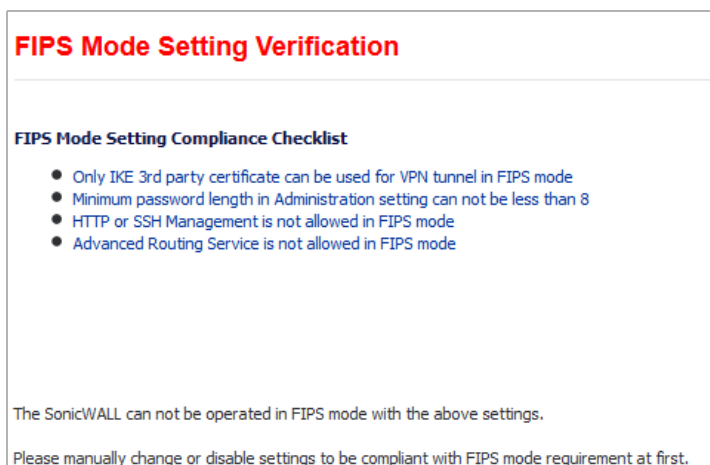 FIPS Mode Setting Verification
FIPS Mode Setting Compliance Checklist
Only IKE 3rd party certificate can be used for VPN tunnel in FIPS mode
Minimum password length in Administration setting can not be less than 8
HTTP or SSH Management is not allowed in FIPS mode
Advanced Routing Service is not allowed in FIPS mode
The SonicWALL can not be operated in FIPS mode with the above settings.
Please manually change or disable settings to be compliant with FIPS mode requirement at first.